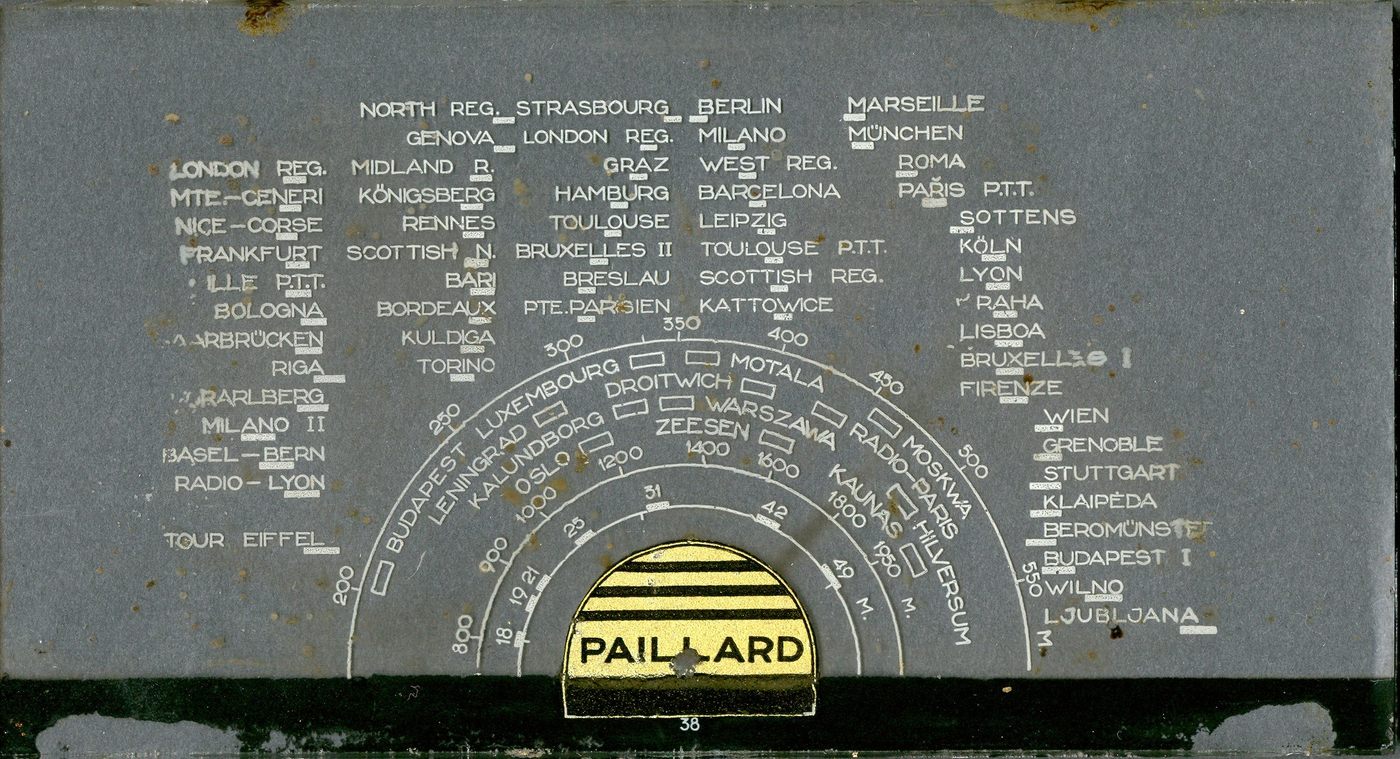 NORTH REG. STRASBOURG BERLIN MARSEILLE
GENOVA LONDON REG. MILANO MÜNCHEN
LONDON REG. MIDLAND R. GRAZ WEST REG. ROMA
MTE-CENERI KÖNIGSBERG HAMBURG BARCELONA PARIS P.T.T.
NICE-CORSE RENNES TOULOUSE LEIPZIG SOTTENS
FRANKFURT SCOTTISH N. BRUXELLES II TOULOUSE P.T.T. KÖLN
P.T.T. BARI BRESLAU SCOTTISH REG. LYON
BOLOGNA BORDEAUX PTE.PARISIEN KATTOWICE
KULDIGA LISBOA
RIGA TORINO BRUXELLES I
FIRENZE
MILANO II WIEN
BASEL-BERN GRENOBLE
RADIO-LYON STUTTGART
KLAIPĖDA
TOUR EIFFEL BEROMÜNSTER
BUDAPEST I
WILNO
LJUBLJANA
200 250 300 350 400 450 500 550 M
BUDAPEST LUXEMBOURG MOTALA MOSKWA
LENINGRAD DROITWICH RADIO-PARIS
KALUNDBORG WARSZAWA HILVERSUM
OSLO ZEESEN KAUNAS
800 900 1000 1200 1400 1600 1800 1950 M.
18. 19 21 25 31 42 49 M.
PAILLARD
38